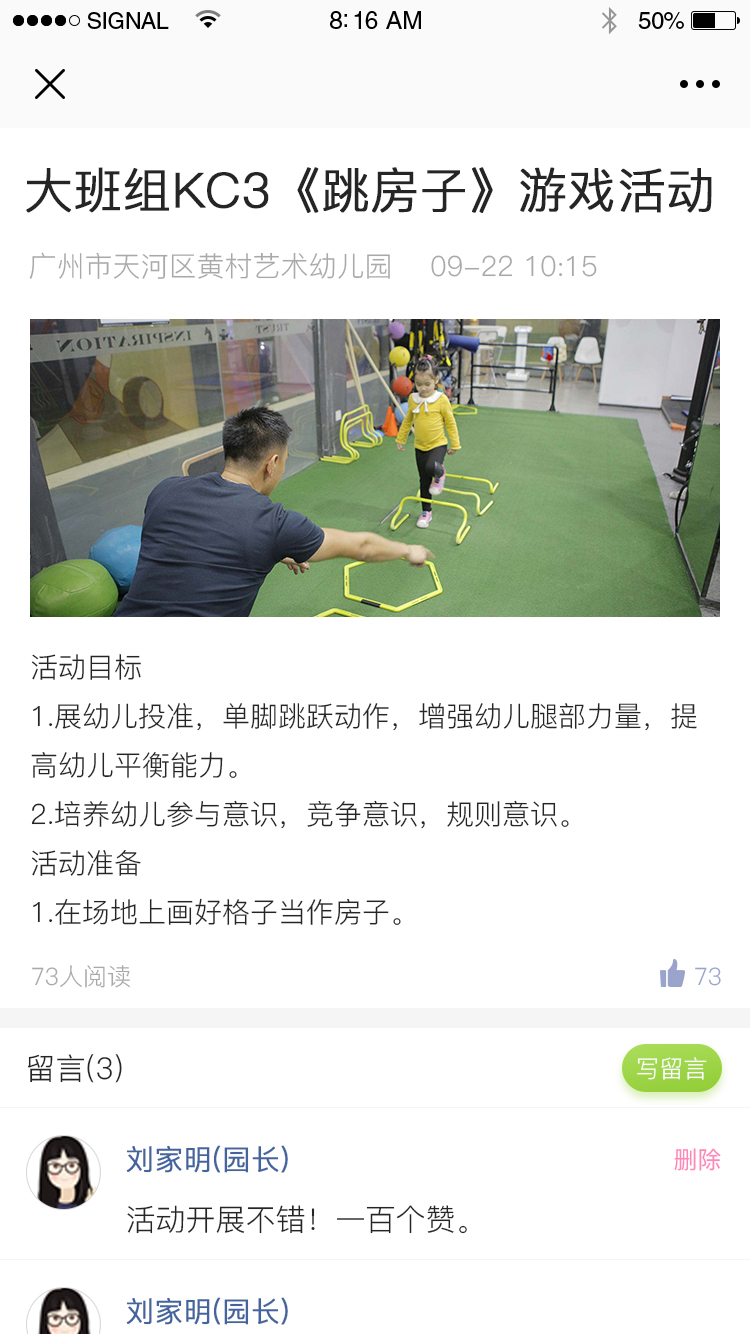 SIGNAL
8:16 AM
50%
大班组KC3《跳房子》游戏活动
广州市天河区黄村艺术幼儿园 09-22 10:15
INSPIRATION
TRUST
活动目标
1.展幼儿投准，单脚跳跃动作，增强幼儿腿部力量，提
高幼儿平衡能力。
2.培养幼儿参与意识，竞争意识，规则意识。
活动准备
1.在场地上画好格子当作房子。
73人阅读
73
留言(3)
写留言
刘家明(园长)
删除
活动开展不错！一百个赞。
刘家明(园长)